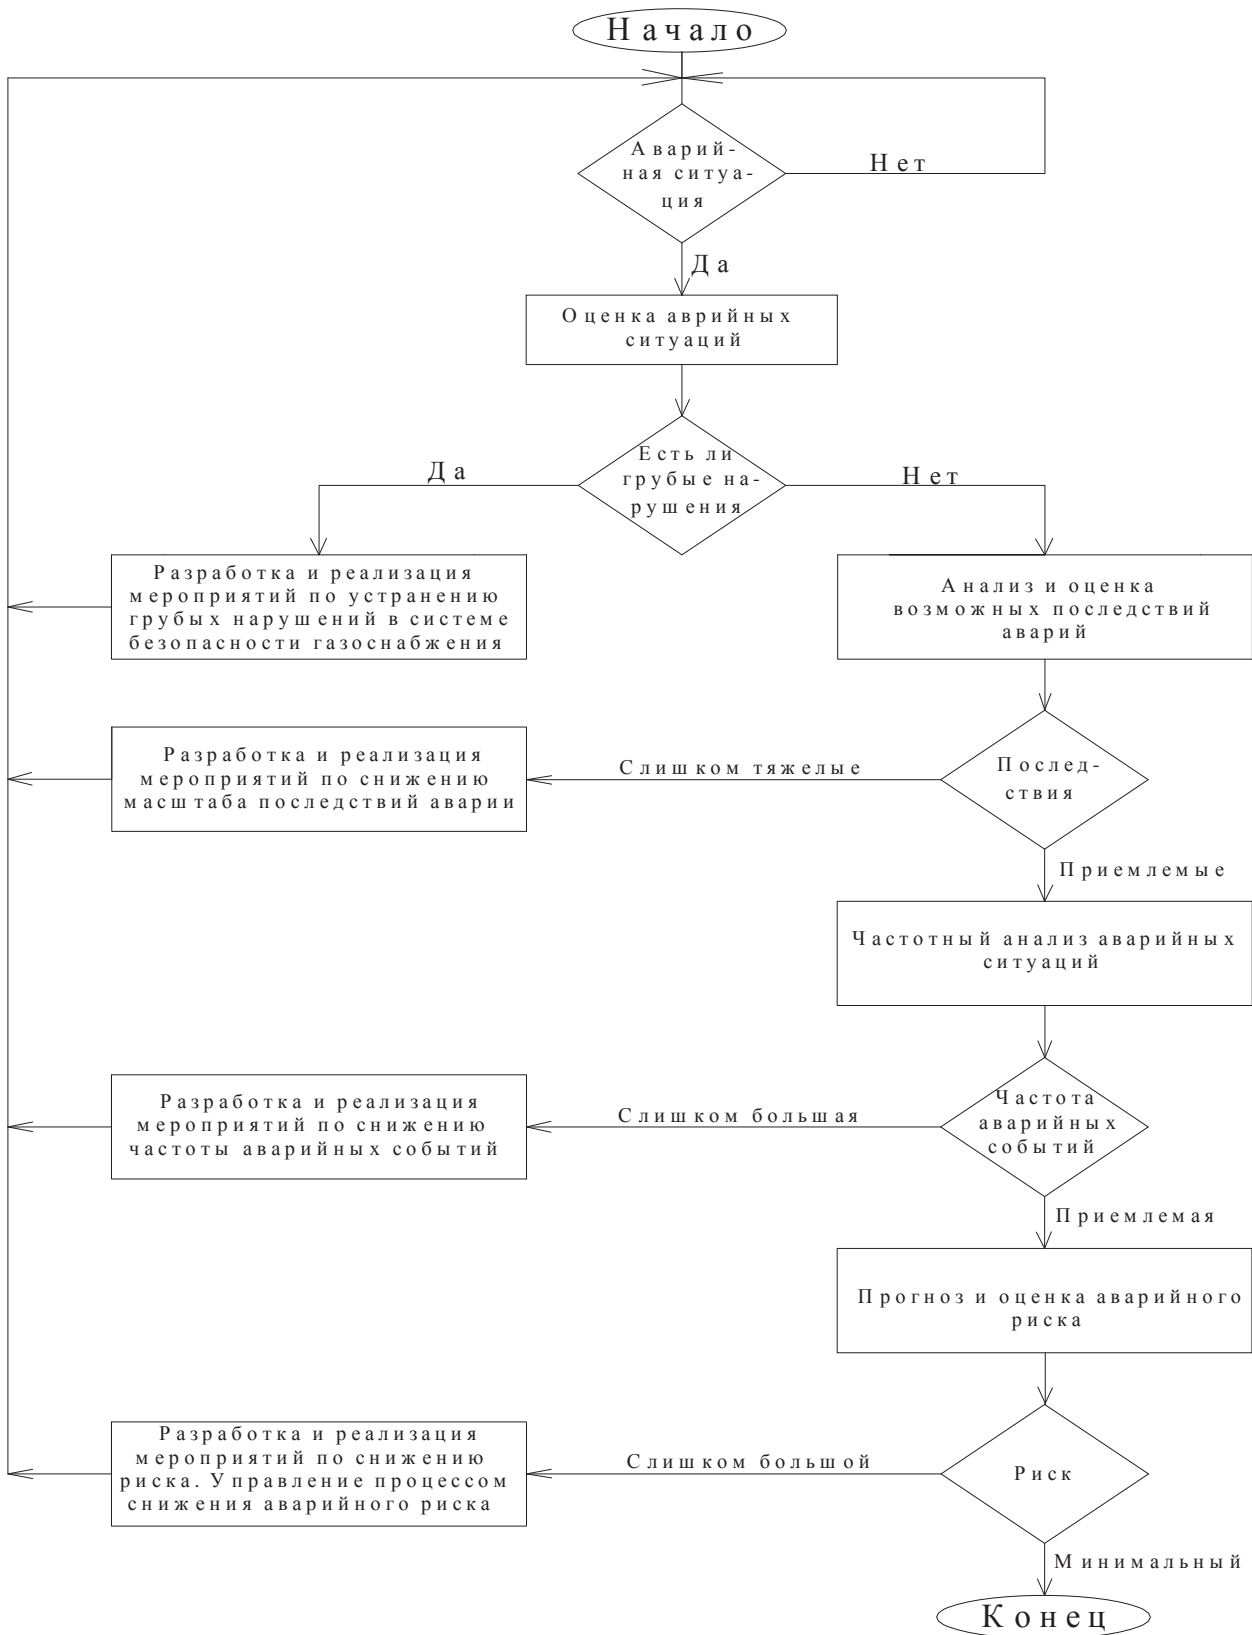 Начало
Аварий-
ная ситуа-
ция
Нет
Да
Оценка аврийных
ситуаций
Есть ли
грубые на-
рушения
Да
Нет
Разработка и реализация
мероприятий по устранению
грубых нарушений в системе
безопасности газоснабжения
Анализ и оценка
возможных последствий
аварий
Разработка и реализация
мероприятий по снижению
масштаба последствий аварии
Слишком тяжелые
Послед-
ствия
Приемлемые
Частотный анализ аварийных
ситуаций
Разработка и реализация
мероприятий по снижению
частоты аварийных событий
Слишком большая
Частота
аварийных
событий
Приемлемая
Прогноз и оценка аварийного
риска
Разработка и реализация
мероприятий по снижению
риска. Управление процессом
снижения аварийного риска
Слишком большой
Риск
Минимальный
Конец